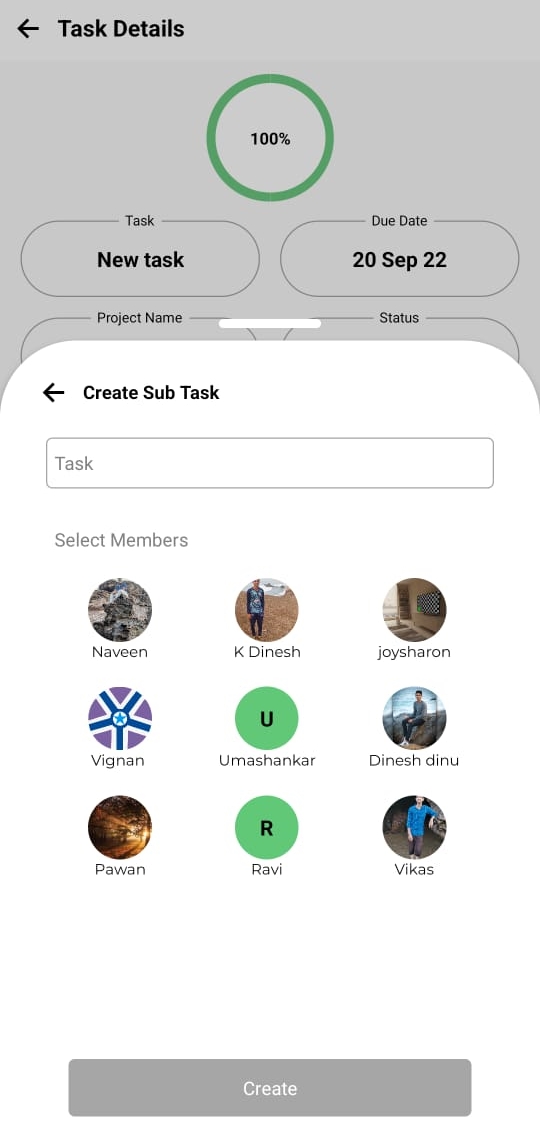 Task Details
100%
Task
Due Date
New task
20 Sep 22
Project Name
Status
Create Sub Task
Task
Select Members
Naveen
K Dinesh
joysharon
Vignan
U
Umashankar
Dinesh dinu
Pawan
R
Ravi
Vikas
Create